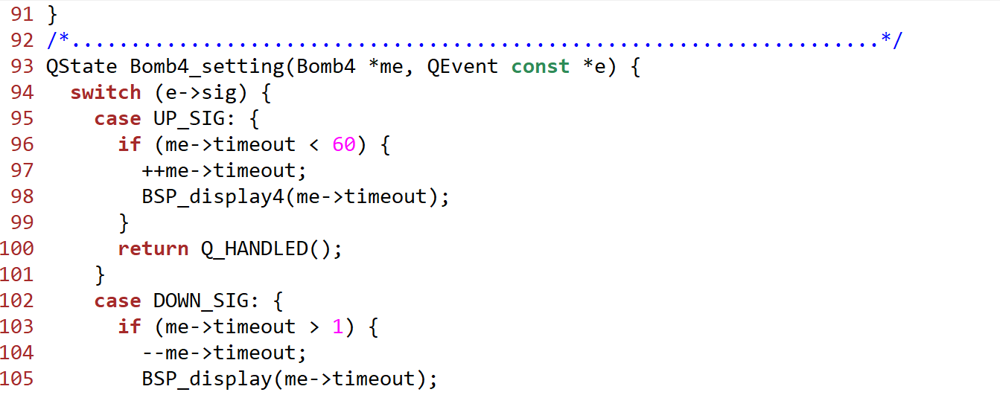 91 }
92 /*....................................................................*/
93 QState Bomb4_setting(Bomb4 *me, QEvent const *e) {
94   switch (e->sig) {
95     case UP_SIG: {
96       if (me->timeout < 60) {
97         ++me->timeout;
98         BSP_display4(me->timeout);
99       }
100       return Q_HANDLED();
101     }
102     case DOWN_SIG: {
103       if (me->timeout > 1) {
104         --me->timeout;
105         BSP_display(me->timeout);